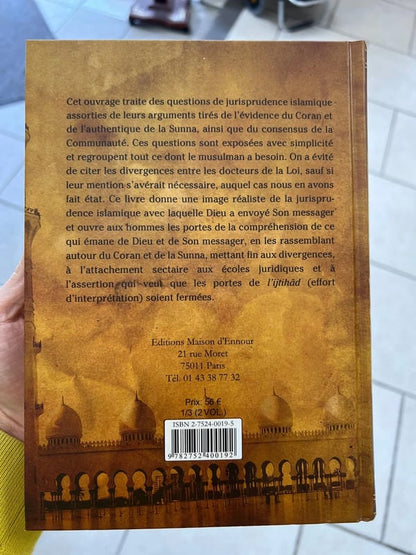 Cet ouvrage traite des questions de jurisprudence islamique
assorties de leurs arguments tirés de l'évidence du Coran et
de l'authentique de la Sunna, ainsi que du consensus de la
Communauté. Ces questions sont exposées avec simplicité
et regroupent tout ce dont le musulman a besoin. On a évité
de citer les divergences entre les docteurs de la Loi, sauf si
leur mention s'avérait nécessaire, auquel cas nous en avons
fait état. Ce livre donne une image réaliste de la jurispru-
dence islamique avec laquelle Dieu a envoyé Son messager
et ouvre aux hommes les portes de la compréhension de ce
qui émane de Dieu et de Son messager, en les rassemblant
autour du Coran et de la Sunna, mettant fin aux divergences,
à l'attachement sectaire aux écoles juridiques et à
l'assertion qui veut que les portes de l'ijtihâd (effort
d'interprétation) soient fermées.
Editions Maison d'Ennour
21 rue Moret
75011 Paris
Tél: 01 43 38 77 32
Prix: 56 €
1/3 (2 VOL.)
ISBN 2-7524-0019-5
9 782752 400192